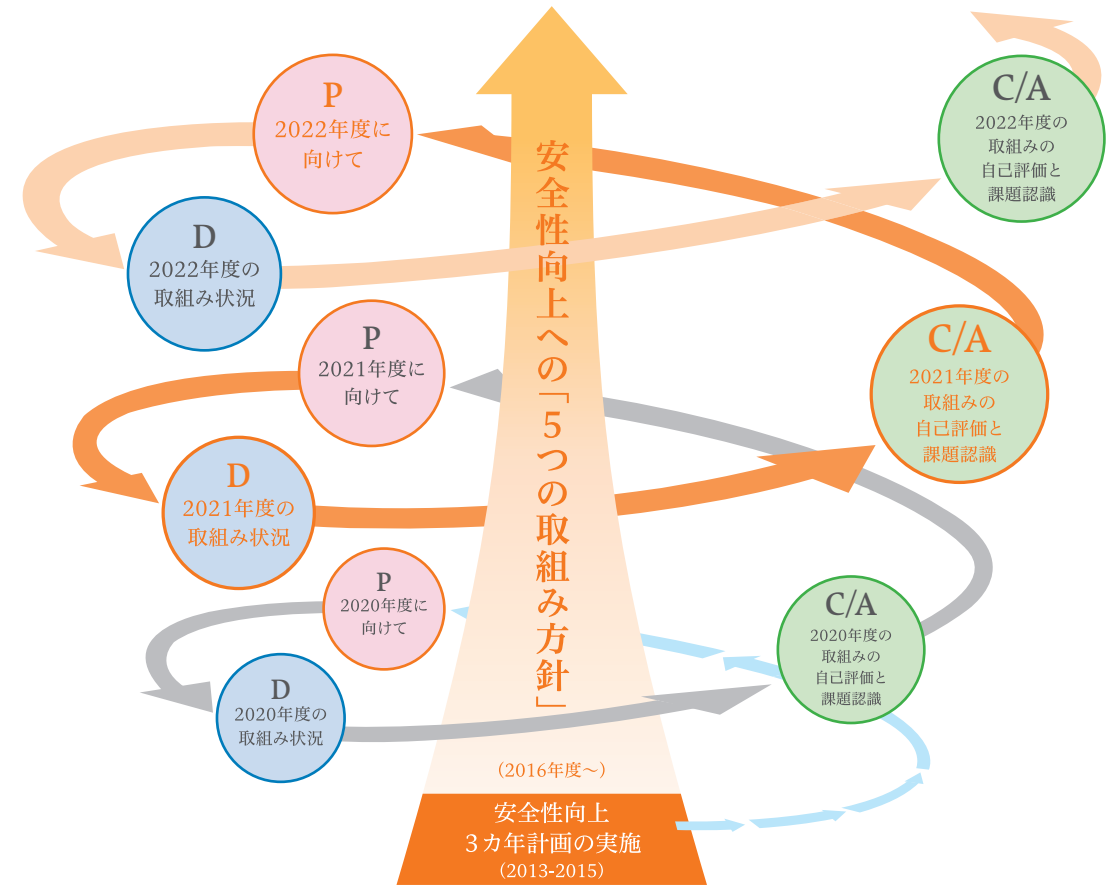 P
2022年度に
向けて
C/A
2022年度の
取組みの
自己評価と
課題認識
D
2022年度の
取組み状況
P
2021年度に
向けて
C/A
2021年度の
取組みの
自己評価と
課題認識
D
2021年度の
取組み状況
P
2020年度に
向けて
C/A
2020年度の
取組みの
自己評価と
課題認識
D
2020年度の
取組み状況
安全性向上への「5つの取組み方針」
（2016年度～）
安全性向上
３カ年計画の実施
（2013-2015）